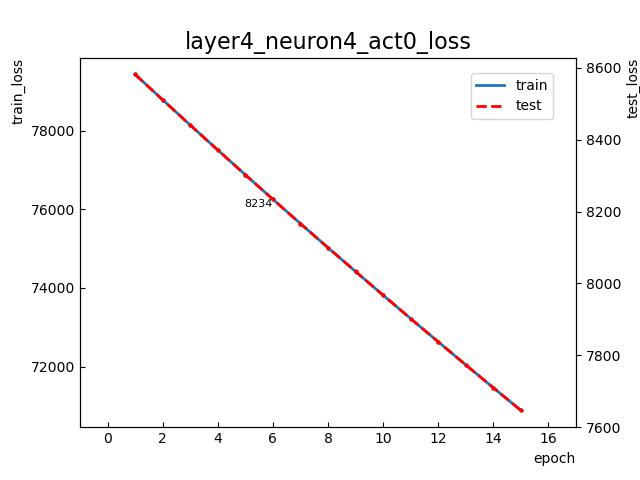 layer4_neuron4_act0_loss
train_loss
test_loss
78000
76000
74000
72000
8600
8400
8200
8000
7800
7600
train
test
8234
0 2 4 6 8 10 12 14 16
epoch